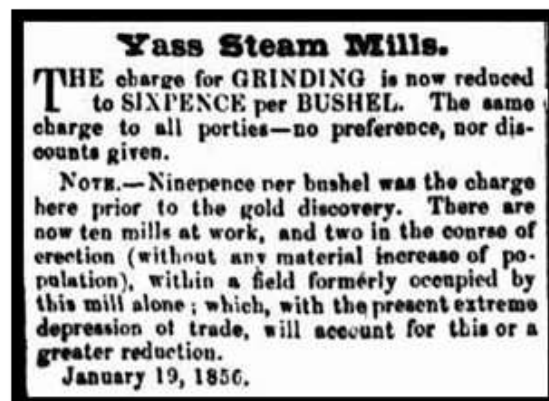 Yass Steam Mills.
THE charge for GRINDING is now reduced
to SIXPENCE per BUSHEL. The same
charge to all porties—no preference, nor dis-
counts given.
NOTE.—Ninepence per bushel was the charge
here prior to the gold discovery. There are
now ten mills at work, and two in the conrse of
erection (without any material increase of po-
pulation), within a field formerly occupied by
this mill alone; which, with the present extreme
depression ot trade, will account for this or a
greater reduction.
January 19, 1856.